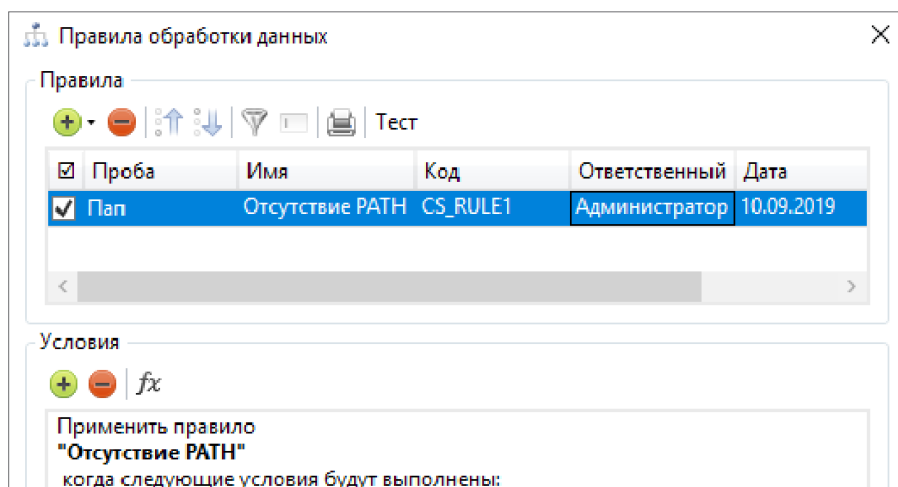 Правила обработки данных
Правила
Тест
Проба Имя Код Ответственный Дата
Пап Отсутствие PATH CS_RULE1 Администратор 10.09.2019
Условия
fx
Применить правило
"Отсутствие PATH"
когда следующие условия будут выполнены: